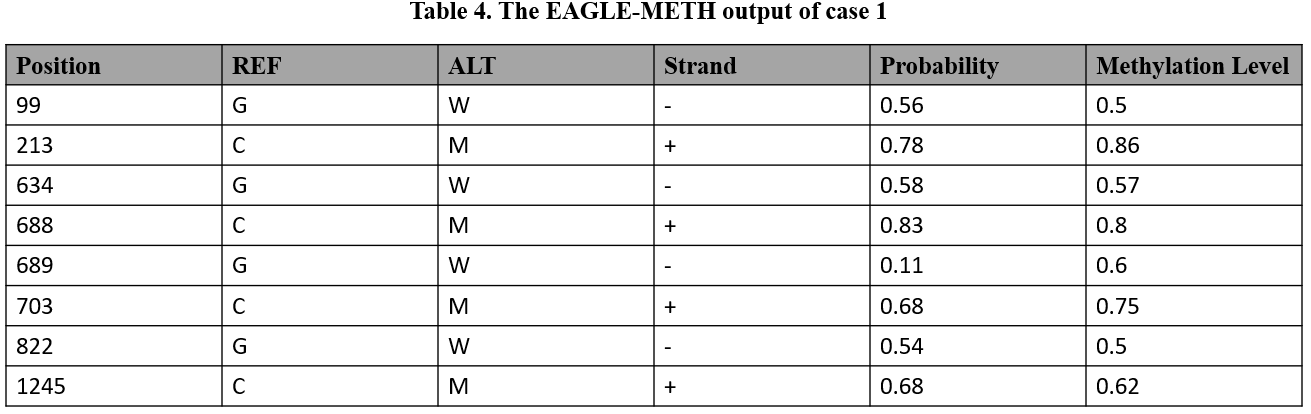 Table 4. The EAGLE-METH output of case 1
Position REF ALT Strand Probability Methylation Level
99 G W - 0.56 0.5
213 C M + 0.78 0.86
634 G W - 0.58 0.57
688 C M + 0.83 0.8
689 G W - 0.11 0.6
703 C M + 0.68 0.75
822 G W - 0.54 0.5
1245 C M + 0.68 0.62